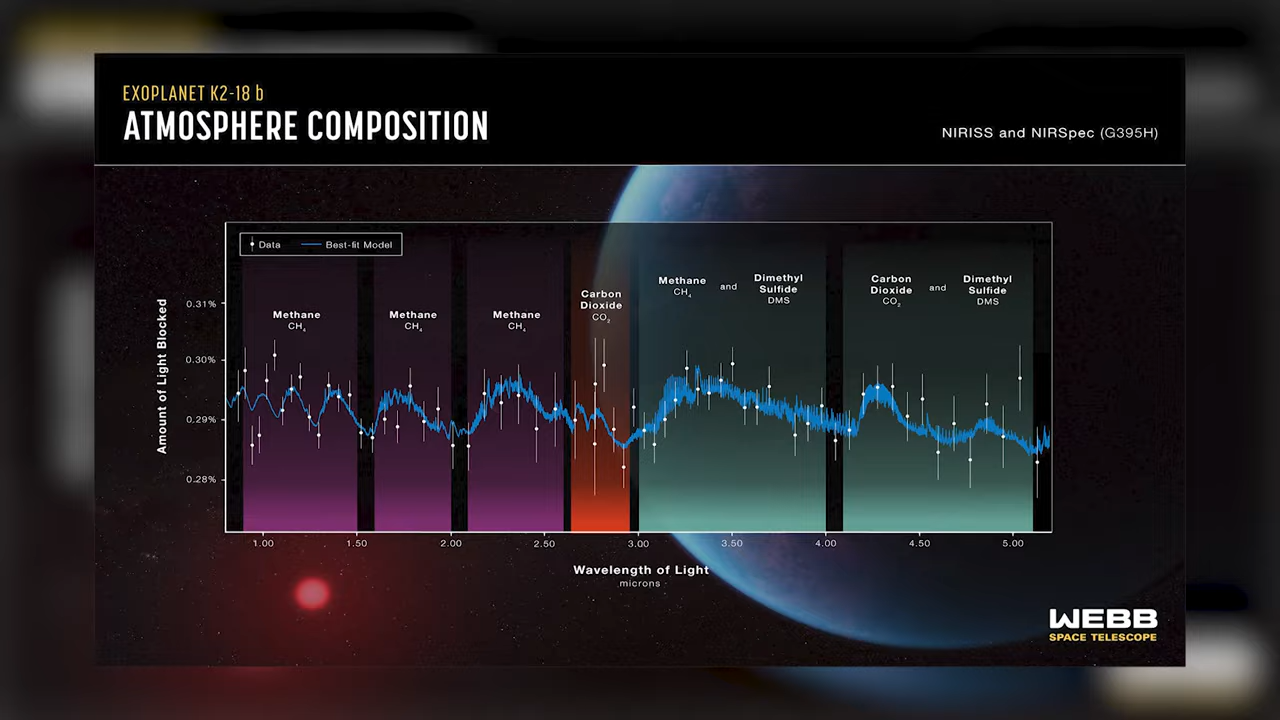 EXOPLANET K2-18 b
ATMOSPHERE COMPOSITION
NIRISS and NIRSpec (G395H)
Data
Best-fit Model
Methane
CH₄
Methane
CH₄
Methane
CH₄
Carbon
Dioxide
CO₂
Methane
CH₄
and
Dimethyl
Sulfide
DMS
Carbon
Dioxide
CO₂
and
Dimethyl
Sulfide
DMS
Amount of Light Blocked
0.31%
0.30%
0.29%
0.28%
1.00 1.50 2.00 2.50 3.00 3.50 4.00 4.50 5.00
Wavelength of Light
microns
WEBB
SPACE TELESCOPE